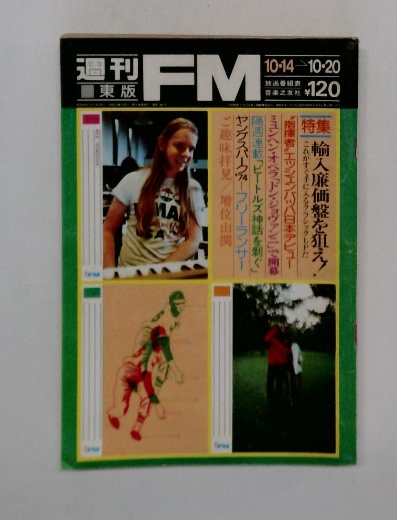 週刊
東版
FM
10・14→10・20
放送番組表
音楽之友社
¥120
特集
輸入廉価盤を狙え!
これがすぐ手に入るクラシックLPだ
"指揮者"エッシェンバッハ日本デビュー
ミュンヘン・オペラ「ドン・ジョヴァンニ」で開幕
隔週連載「ビートルズ神話を剝ぐ」
ヤングスパーク'74―フリーランサー
ご趣味拝見/増位山関
FM
FM
FM